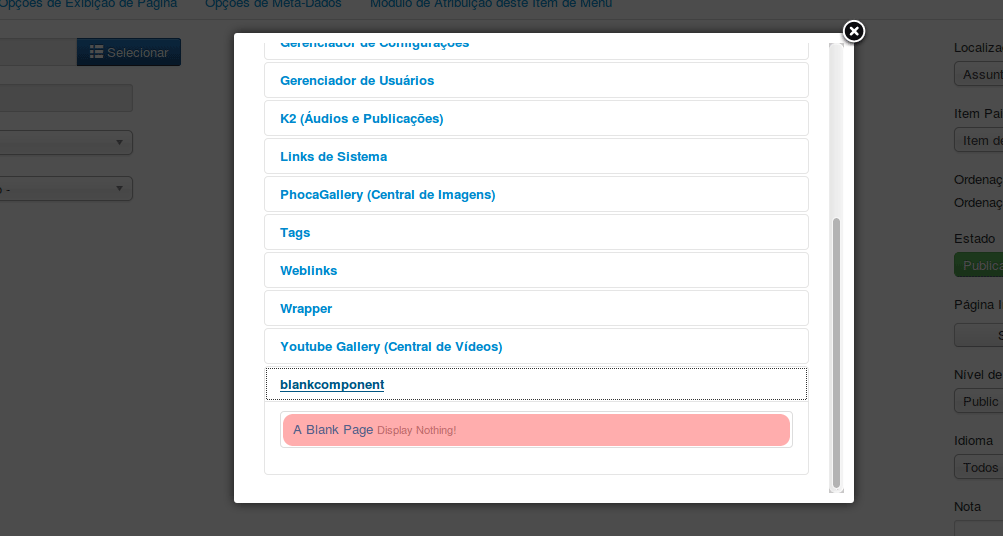 Opções de Exibição de Página Opções de Meta-Dados Módulo de Atribuição deste Item de Menu
Selecionar
Gerenciador de Configurações
Gerenciador de Usuários
K2 (Áudios e Publicações)
Links de Sistema
PhocaGallery (Central de Imagens)
Tags
Weblinks
Wrapper
Youtube Gallery (Central de Vídeos)
blankcomponent
A Blank Page Display Nothing!
Assunt
Item Pai
Item de
Ordenaç
Ordenaç
Estado
Página I
Nível de
Public
Idioma
Todos
Nota